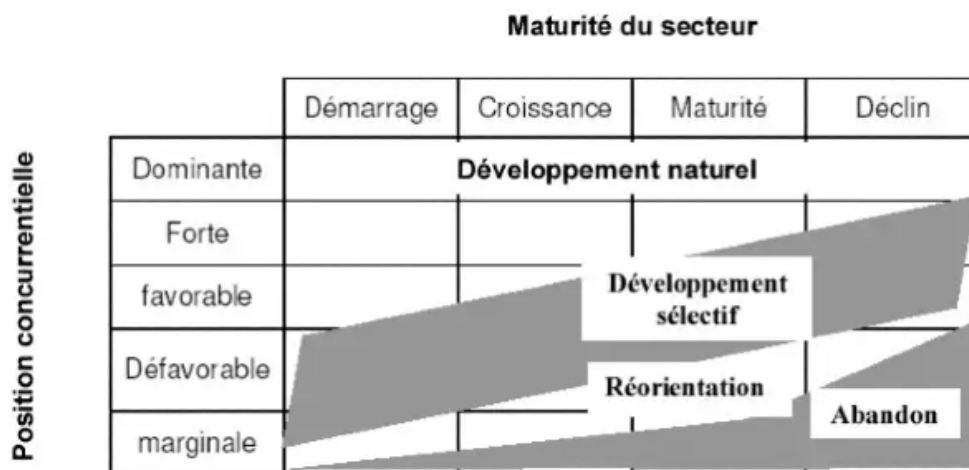 Maturité du secteur
Démarrage Croissance Maturité Déclin
Position concurrentielle
Dominante Développement naturel
Forte
favorable Développement
sélectif
Défavorable Réorientation
marginale Abandon